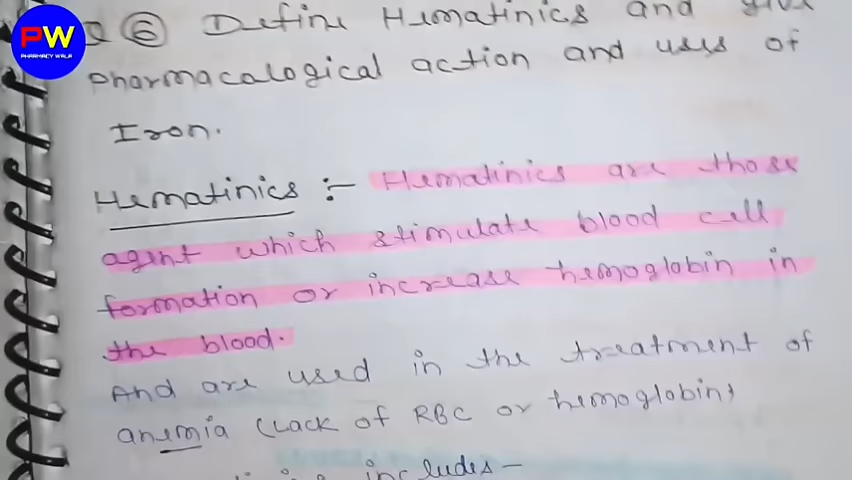 PW
PHARMACY WALA
Q 6 Define Hematinics and give
pharmacalogical action and uses of
Iron.
Hematinics :- Hematinics are those
agent which stimulate blood cell
formation or increase hemoglobin in
the blood.
And are used in the treatment of
anemia (Lack of RBC or hemoglobin)
includes-